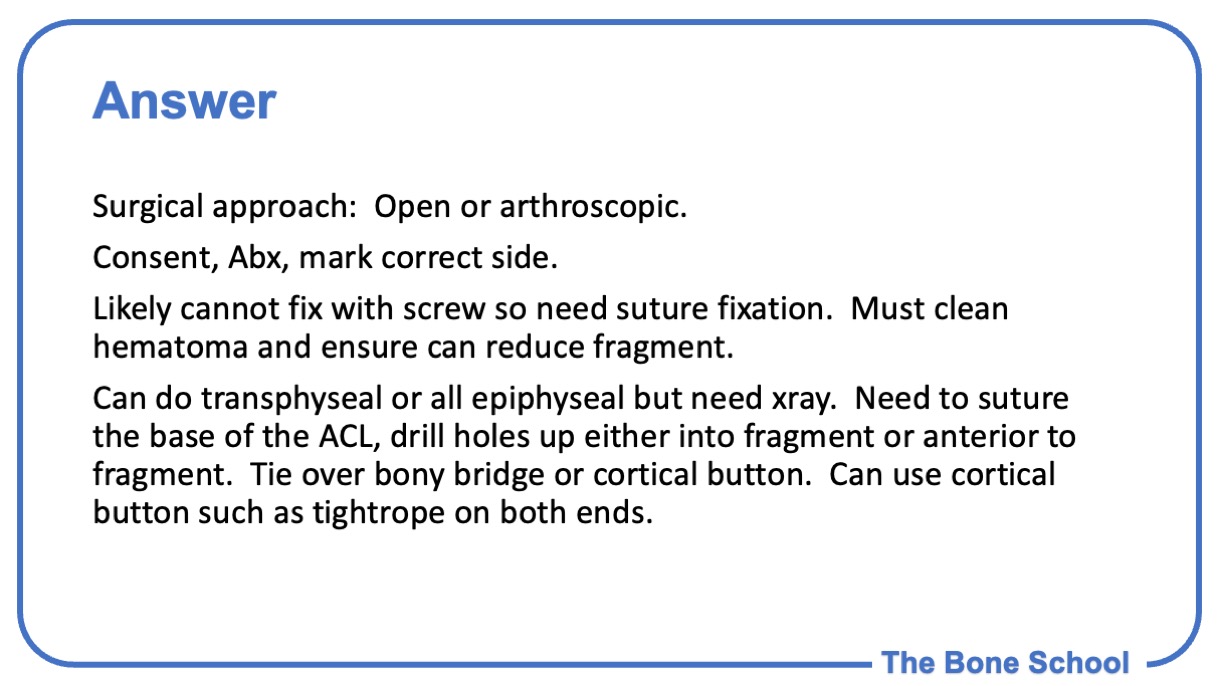 Answer
Surgical approach:  Open or arthroscopic.
Consent, Abx, mark correct side.
Likely cannot fix with screw so need suture fixation.  Must clean
hematoma and ensure can reduce fragment.
Can do transphyseal or all epiphyseal but need xray.  Need to suture
the base of the ACL, drill holes up either into fragment or anterior to
fragment.  Tie over bony bridge or cortical button.  Can use cortical
button such as tightrope on both ends.
The Bone School